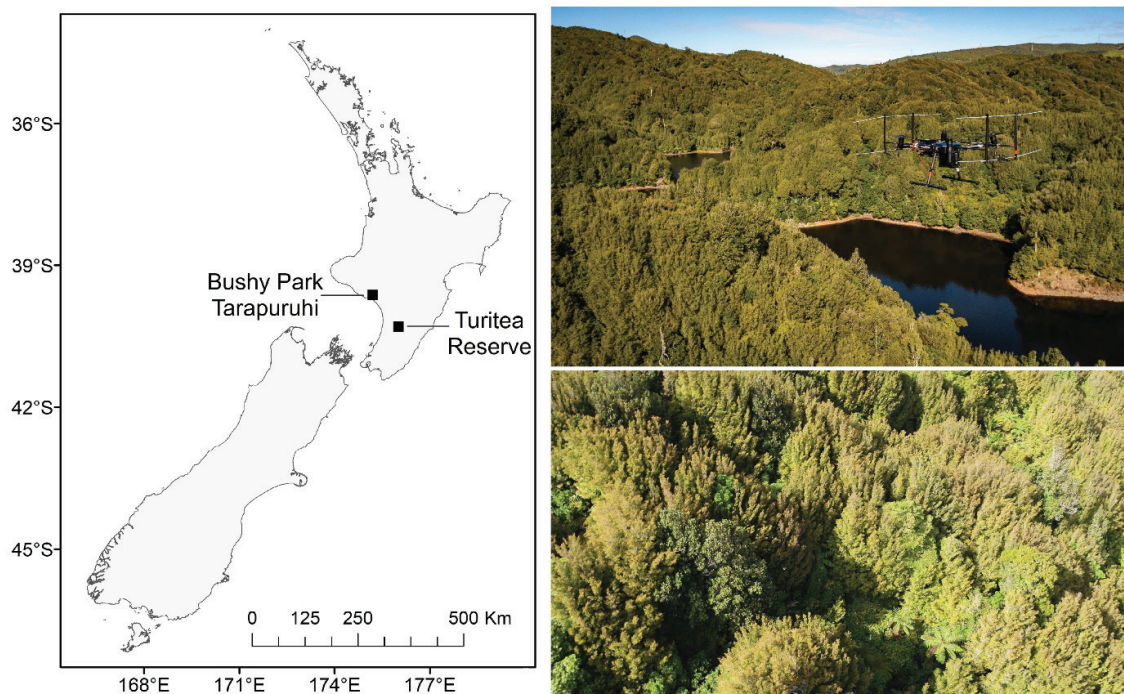 36°S
39°S
42°S
45°S
Bushy Park
Tarapuruhi
Turitea
Reserve
0 125 250 500 Km
168°E 171°E 174°E 177°E